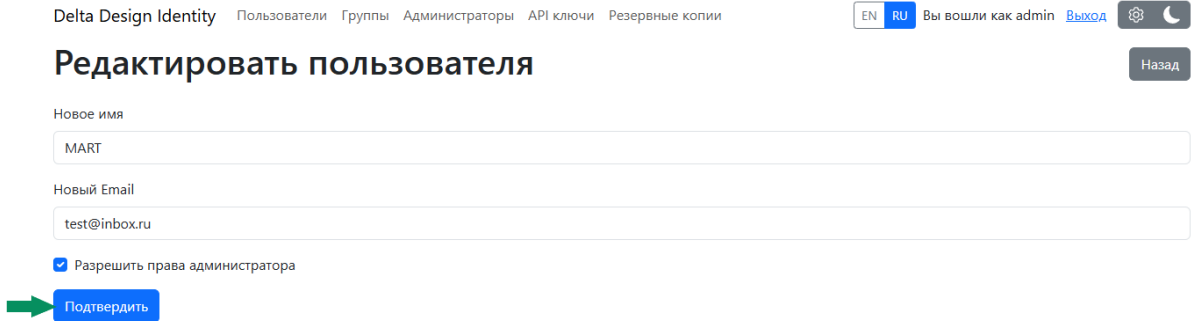 Delta Design Identity Пользователи Группы Администраторы API ключи Резервные копии EN RU Вы вошли как admin Выход
Редактировать пользователя Назад
Новое имя
MART
Новый Email
test@inbox.ru
Разрешить права администратора
Подтвердить